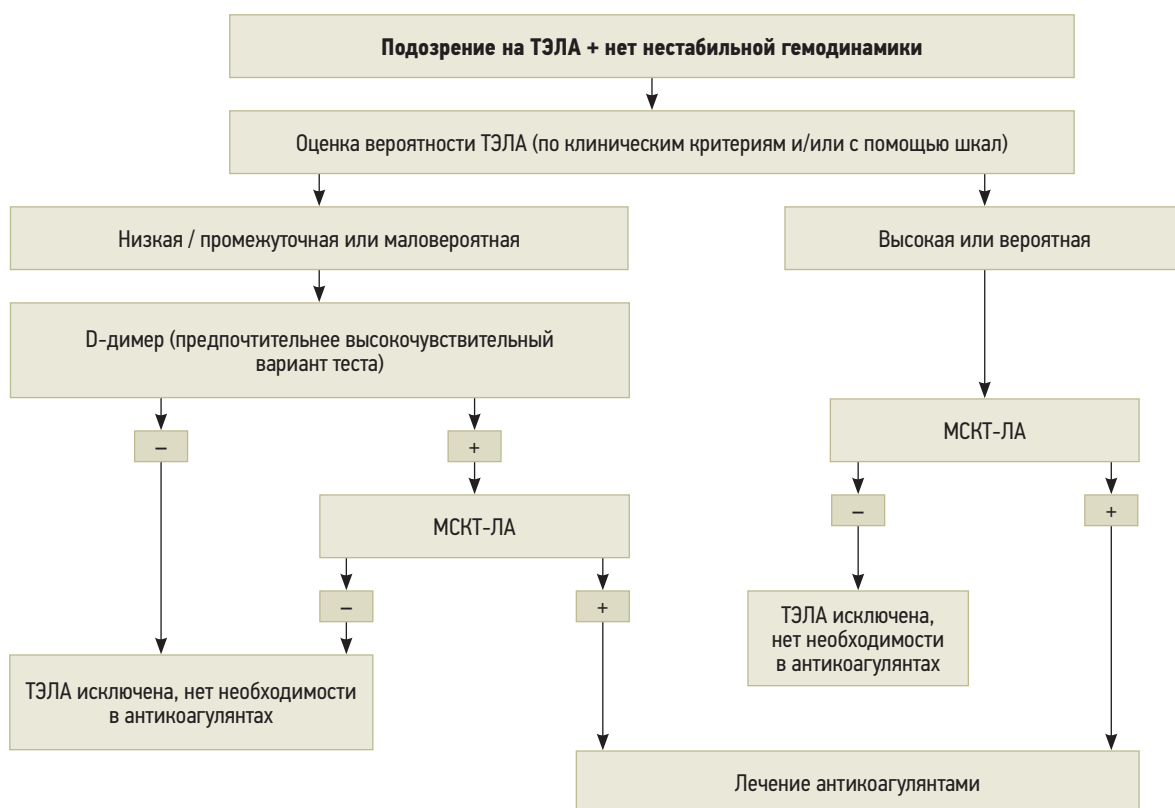 Подозрение на ТЭЛА + нет нестабильной гемодинамики
Оценка вероятности ТЭЛА (по клиническим критериям и/или с помощью шкал)
Низкая / промежуточная или маловероятная
Высокая или вероятная
D-димер (предпочтительнее высокочувствительный
вариант теста)
–
+
МСКТ-ЛА
–
+
ТЭЛА исключена, нет необходимости
в антикоагулянтах
МСКТ-ЛА
–
+
ТЭЛА исключена,
нет необходимости
в антикоагулянтах
Лечение антикоагулянтами